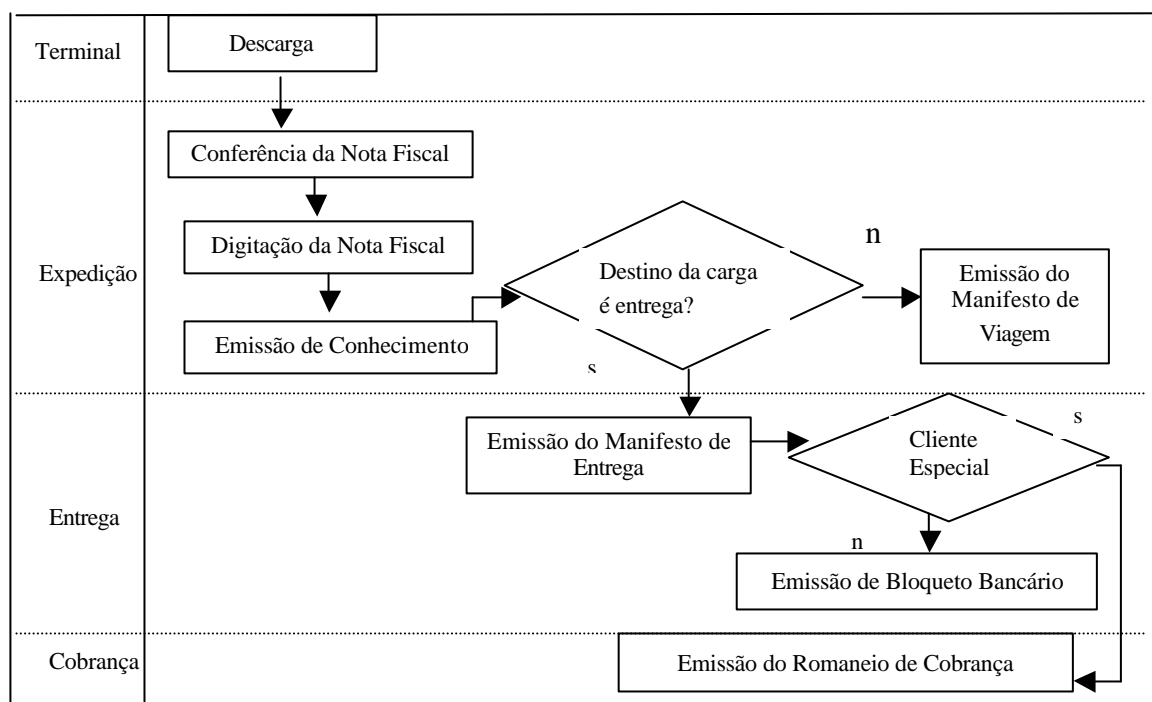 Terminal
Descarga
Conferência da Nota Fiscal
Digitação da Nota Fiscal
Expedição
Emissão de Conhecimento
Destino da carga
é entrega?
n
Emissão do
Manifesto de
Viagem
s
Emissão do Manifesto de
Entrega
Cliente
Especial
s
Entrega
n
Emissão de Bloqueto Bancário
Cobrança
Emissão do Romaneio de Cobrança